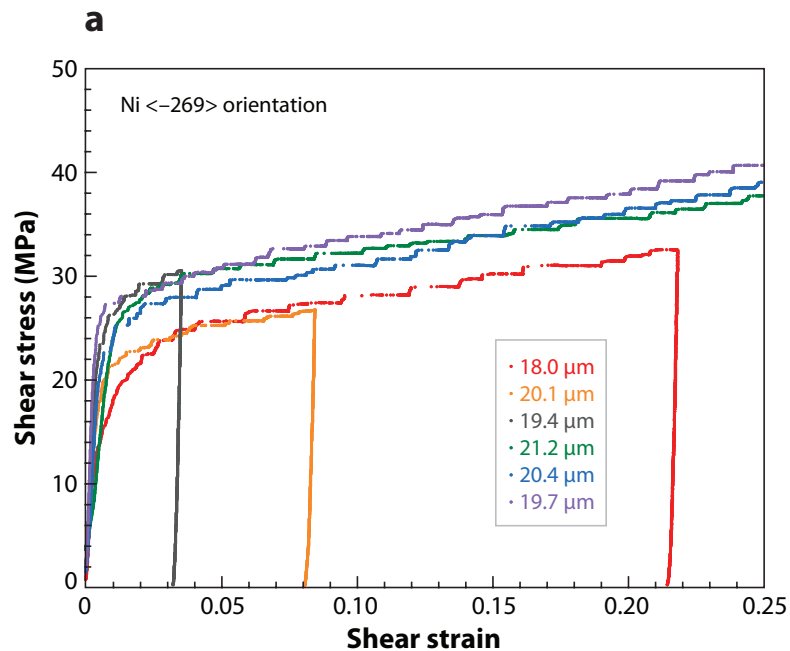 a
Ni <–269> orientation
50
40
30
20
10
0
Shear stress (MPa)
18.0 µm
20.1 µm
19.4 µm
21.2 µm
20.4 µm
19.7 µm
0 0.05 0.10 0.15 0.20 0.25
Shear strain